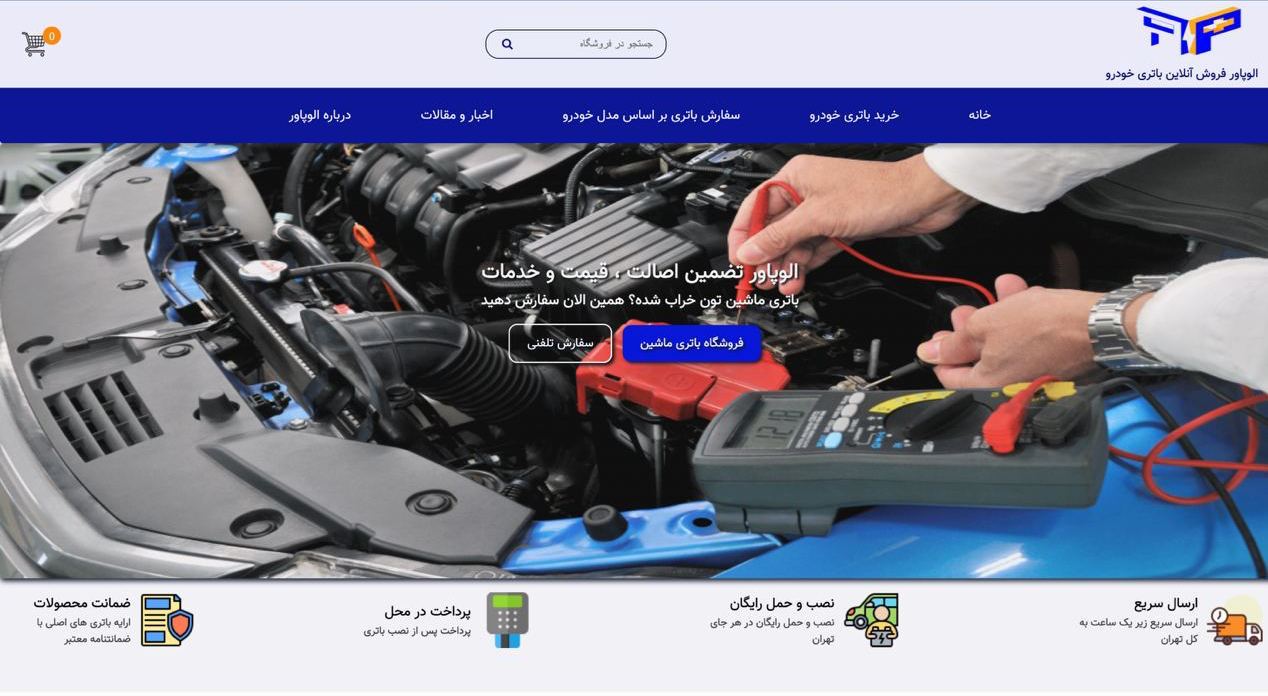 الوپاور فروش آنلاین باتری خودرو
جستجو در فروشگاه
0
خانه
خرید باتری خودرو
سفارش باتری بر اساس مدل خودرو
اخبار و مقالات
درباره الوپاور
الوپاور تضمین اصالت ، قیمت و خدمات
باتری ماشین تون خراب شده؟ همین الان سفارش دهید
فروشگاه باتری ماشین
سفارش تلفنی
12.18
ارسال سریع
ارسال سریع زیر یک ساعت به
کل تهران
نصب و حمل رایگان
نصب و حمل رایگان در هر جای
تهران
پرداخت در محل
پرداخت پس از نصب باتری
ضمانت محصولات
ارایه باتری های اصلی با
ضمانتنامه معتبر